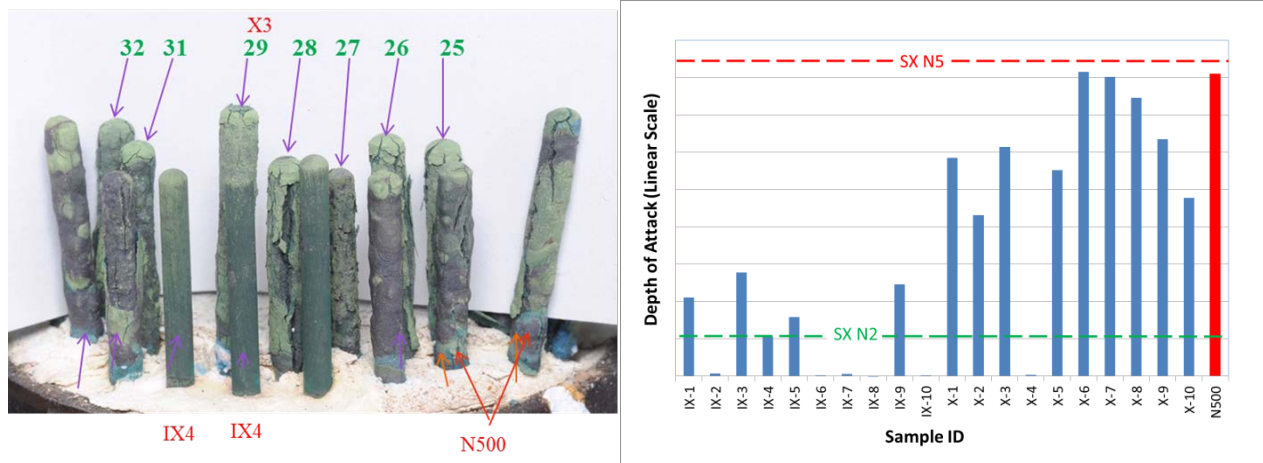 X3
32 31 29 28 27 26 25
IX4 IX4 N500
Depth of Attack (Linear Scale)
SX N5
SX N2
IX-1 IX-2 IX-3 IX-4 IX-5 IX-6 IX-7 IX-8 IX-9 IX-10 X-1 X-2 X-3 X-4 X-5 X-6 X-7 X-8 X-9 X-10 N500
Sample ID